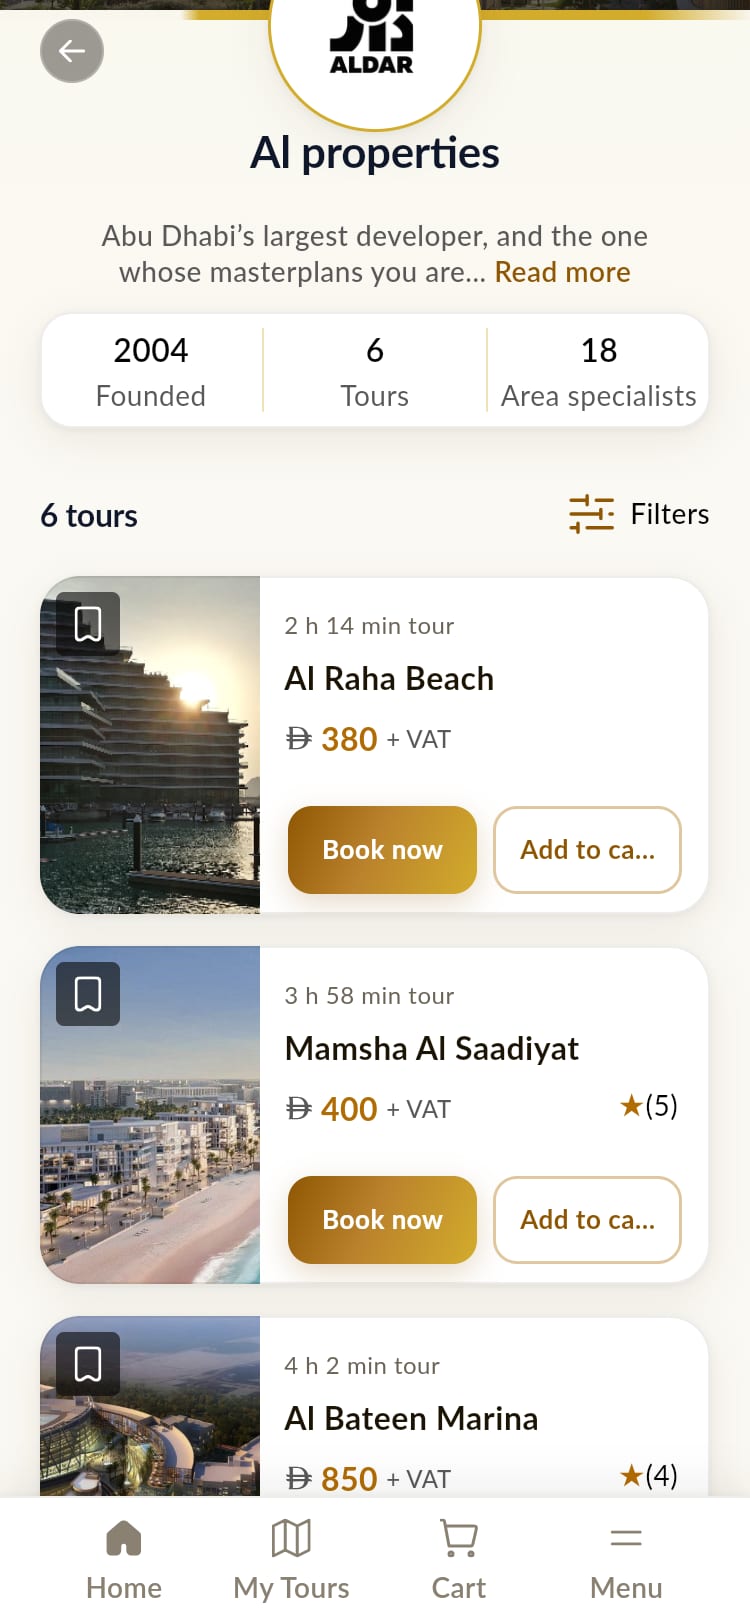 ALDAR
Al properties
Abu Dhabi’s largest developer, and the one
whose masterplans you are... Read more
2004
Founded
6
Tours
18
Area specialists
6 tours
Filters
2 h 14 min tour
Al Raha Beach
380 + VAT
Book now
Add to ca...
3 h 58 min tour
Mamsha Al Saadiyat
400 + VAT
★(5)
Book now
Add to ca...
4 h 2 min tour
Al Bateen Marina
850 + VAT
★(4)
Home
My Tours
Cart
Menu